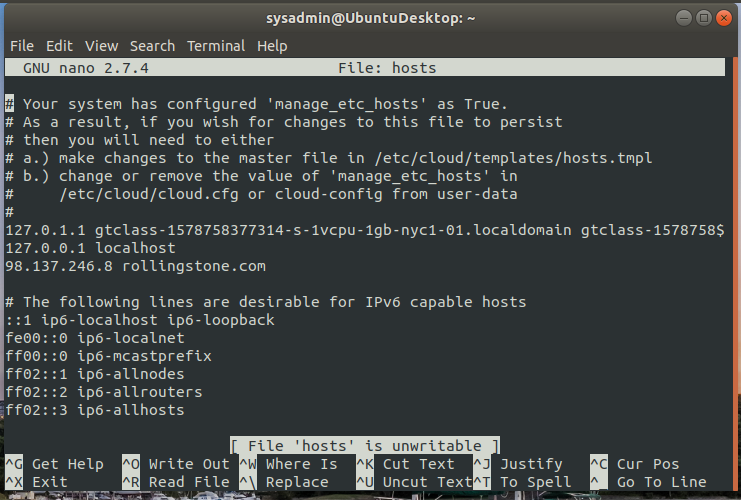 sysadmin@UbuntuDesktop: ~
File Edit View Search Terminal Help
GNU nano 2.7.4 File: hosts
# Your system has configured 'manage_etc_hosts' as True.
# As a result, if you wish for changes to this file to persist
# then you will need to either
# a.) make changes to the master file in /etc/cloud/templates/hosts.tmpl
# b.) change or remove the value of 'manage_etc_hosts' in
#     /etc/cloud/cloud.cfg or cloud-config from user-data
#
127.0.1.1 gtclass-1578758377314-s-1vcpu-1gb-nyc1-01.localdomain gtclass-1578758$
127.0.0.1 localhost
98.137.246.8 rollingstone.com
# The following lines are desirable for IPv6 capable hosts
::1 ip6-localhost ip6-loopback
fe00::0 ip6-localnet
ff00::0 ip6-mcastprefix
ff02::1 ip6-allnodes
ff02::2 ip6-allrouters
ff02::3 ip6-allhosts
[ File 'hosts' is unwritable ]
^G Get Help ^O Write Out ^W Where Is ^K Cut Text ^J Justify ^C Cur Pos
^X Exit ^R Read File ^\ Replace ^U Uncut Text ^T To Spell ^_ Go To Line